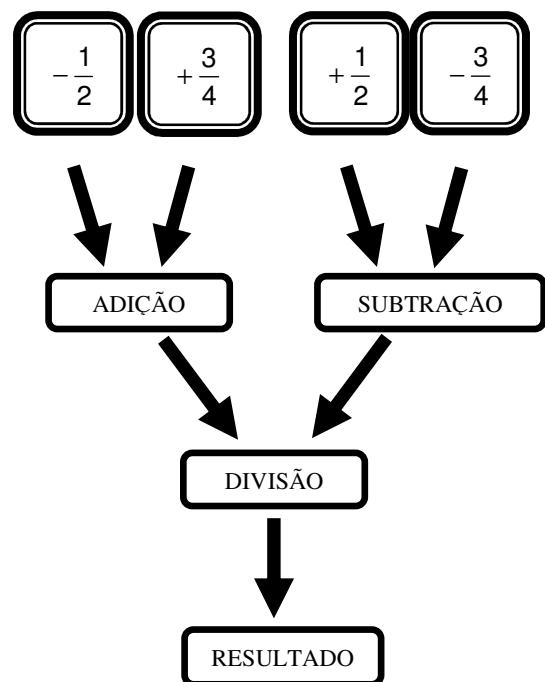 −1/2 +3/4 +1/2 −3/4
ADIÇÃO SUBTRAÇÃO
DIVISÃO
RESULTADO